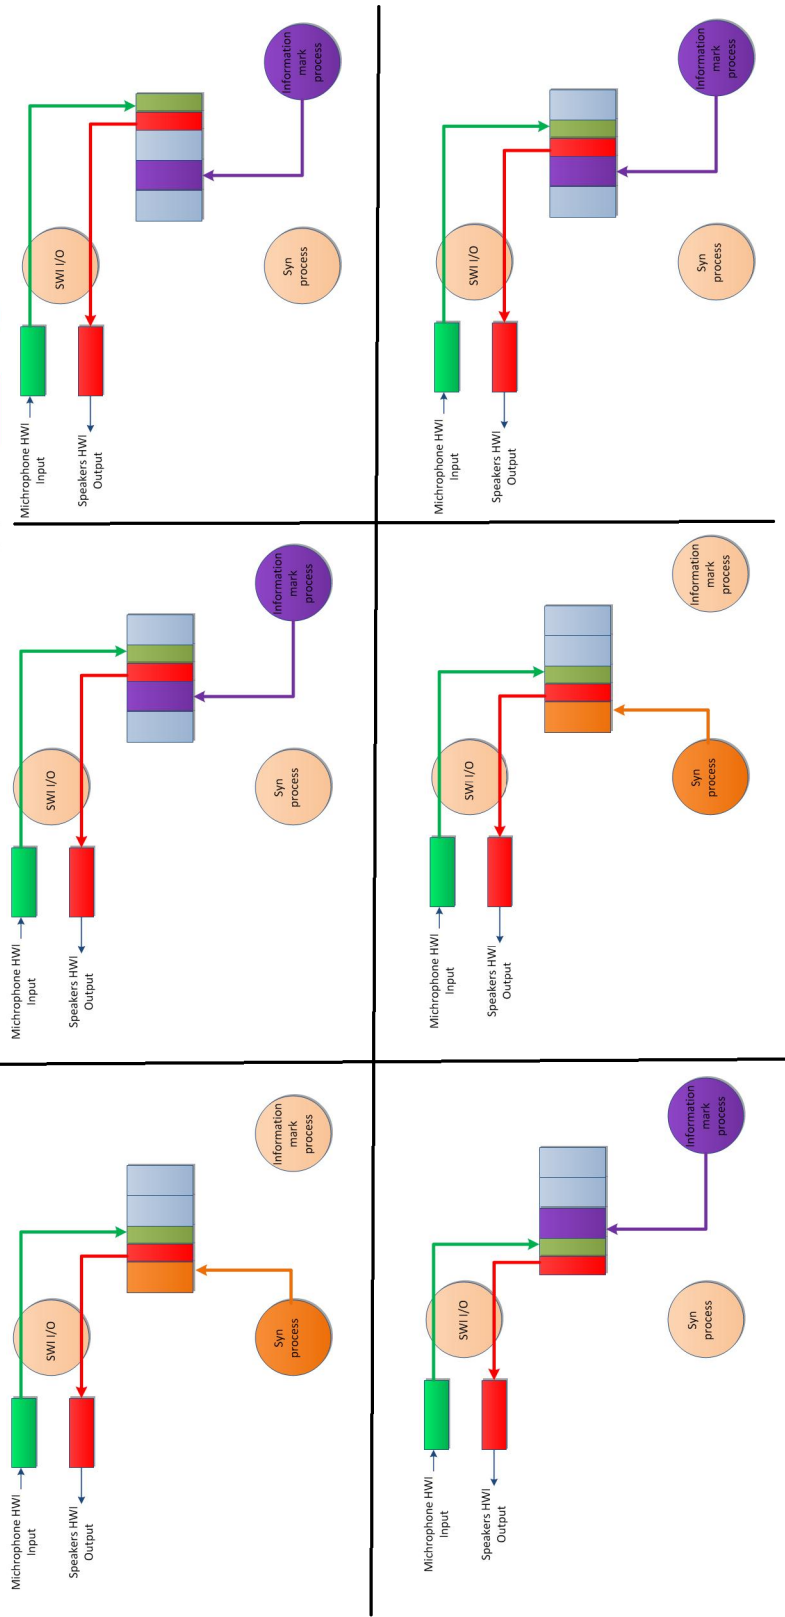 Michrophone HWI
Input
SWI I/O
Speakers HWI
Output
Syn
process
Information
mark
process
Michrophone HWI
Input
SWI I/O
Speakers HWI
Output
Syn
process
Information
mark
process
Michrophone HWI
Input
SWI I/O
Speakers HWI
Output
Syn
process
Information
mark
process
Michrophone HWI
Input
SWI I/O
Speakers HWI
Output
Syn
process
Information
mark
process
Michrophone HWI
Input
SWI I/O
Speakers HWI
Output
Syn
process
Information
mark
process
Michrophone HWI
Input
SWI I/O
Speakers HWI
Output
Syn
process
Information
mark
process